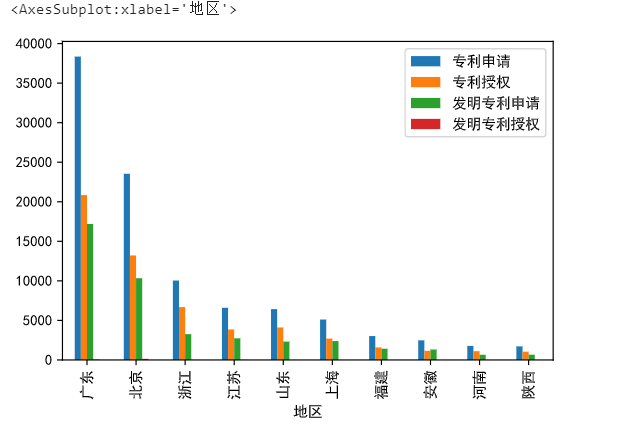 <AxesSubplot:xlabel='地区'>
40000
35000
30000
25000
20000
15000
10000
5000
0
专利申请
专利授权
发明专利申请
发明专利授权
广东
北京
浙江
江苏
山东
上海
福建
安徽
河南
陕西
地区